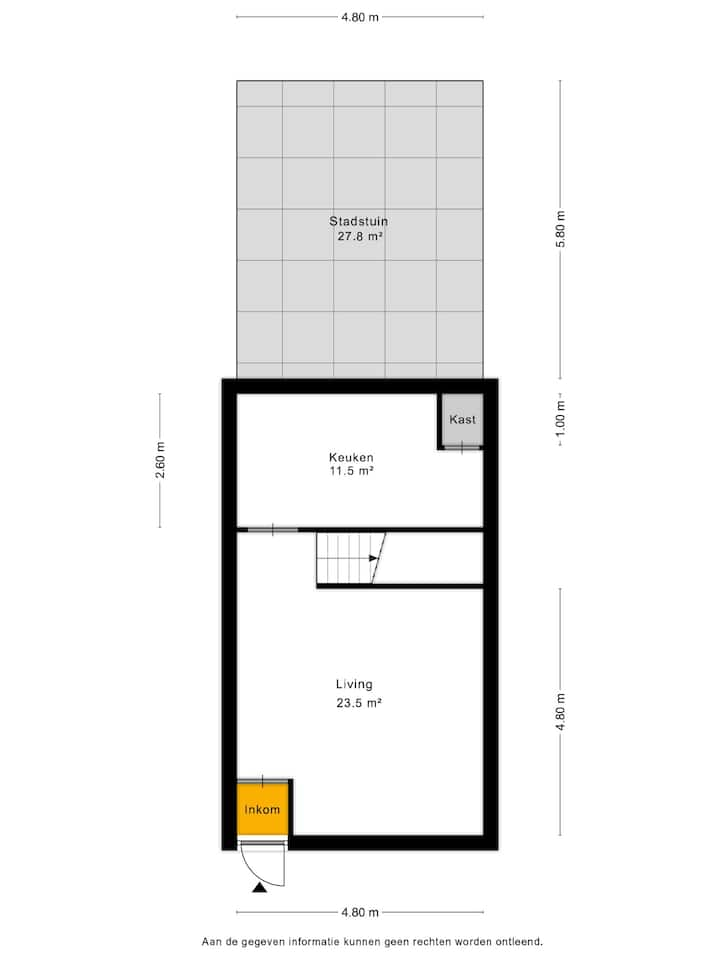 4.80 m
Stadstuin
27.8 m²
5.80 m
Kast
1.00 m
Keuken
11.5 m²
2.60 m
Living
23.5 m²
4.80 m
Inkom
4.80 m
Aan de gegeven informatie kunnen geen rechten worden ontleend.